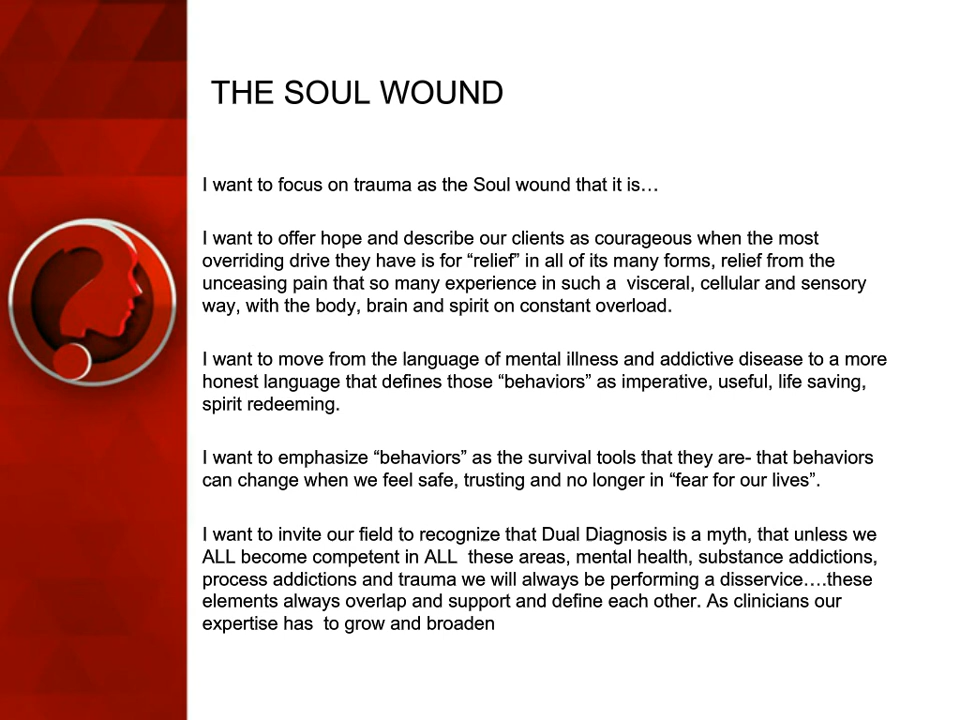 THE SOUL WOUND
I want to focus on trauma as the Soul wound that it is…
I want to offer hope and describe our clients as courageous when the most
overriding drive they have is for “relief” in all of its many forms, relief from the
unceasing pain that so many experience in such a  visceral, cellular and sensory
way, with the body, brain and spirit on constant overload.
I want to move from the language of mental illness and addictive disease to a more
honest language that defines those “behaviors” as imperative, useful, life saving,
spirit redeeming.
I want to emphasize “behaviors” as the survival tools that they are- that behaviors
can change when we feel safe, trusting and no longer in “fear for our lives”.
I want to invite our field to recognize that Dual Diagnosis is a myth, that unless we
ALL become competent in ALL  these areas, mental health, substance addictions,
process addictions and trauma we will always be performing a disservice….these
elements always overlap and support and define each other. As clinicians our
expertise has  to grow and broaden